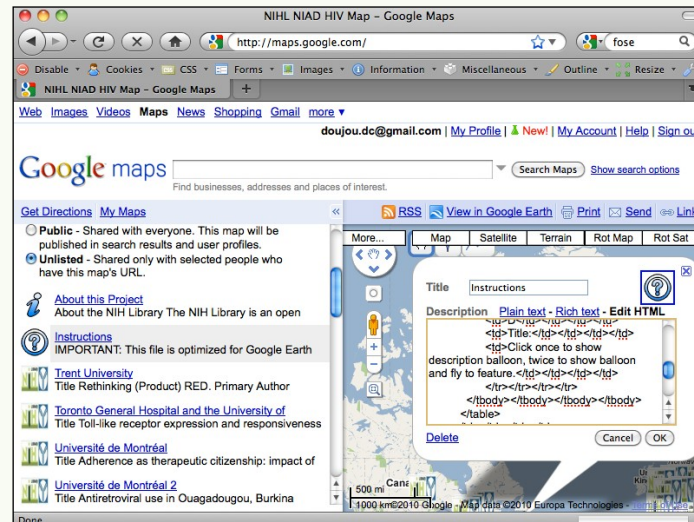 NIHL NIAD HIV Map – Google Maps
http://maps.google.com/
fose
Disable Cookies CSS Forms Images Information Miscellaneous Outline Resize
NIHL NIAD HIV Map – Google Maps
Web Images Videos Maps News Shopping Gmail more ▼
doujou.dc@gmail.com | My Profile | New! | My Account | Help | Sign ou
Google maps
Search Maps Show search options
Find businesses, addresses and places of interest.
Get Directions My Maps «
RSS View in Google Earth Print Send Link
Public - Shared with everyone. This map will be
published in search results and user profiles.
Unlisted - Shared only with selected people who
have this map's URL.
About this Project
About the NIH Library The NIH Library is an open
Instructions
IMPORTANT: This file is optimized for Google Earth
Trent University
Title Rethinking (Product) RED. Primary Author
Toronto General Hospital and the University of
Title Toll-like receptor expression and responsiveness
Université de Montréal
Title Adherence as therapeutic citizenship: impact of
Université de Montréal 2
Title Antiretroviral use in Ouagadougou, Burkina
More... Map Satellite Terrain Rot Map Rot Sat
Title Instructions
Description Plain text - Rich text - Edit HTML
<td>Title:</td></td></td></td>
<td>Click once to show
description balloon, twice to show balloon
and fly to feature.</td></td></td></td>
</tr></tr></tr></tr>
</tbody></tbody></tbody></tbody>
</table>
Delete Cancel OK
500 mi
1000 km
©2010 Google - Map data ©2010 Europa Technologies -
Done